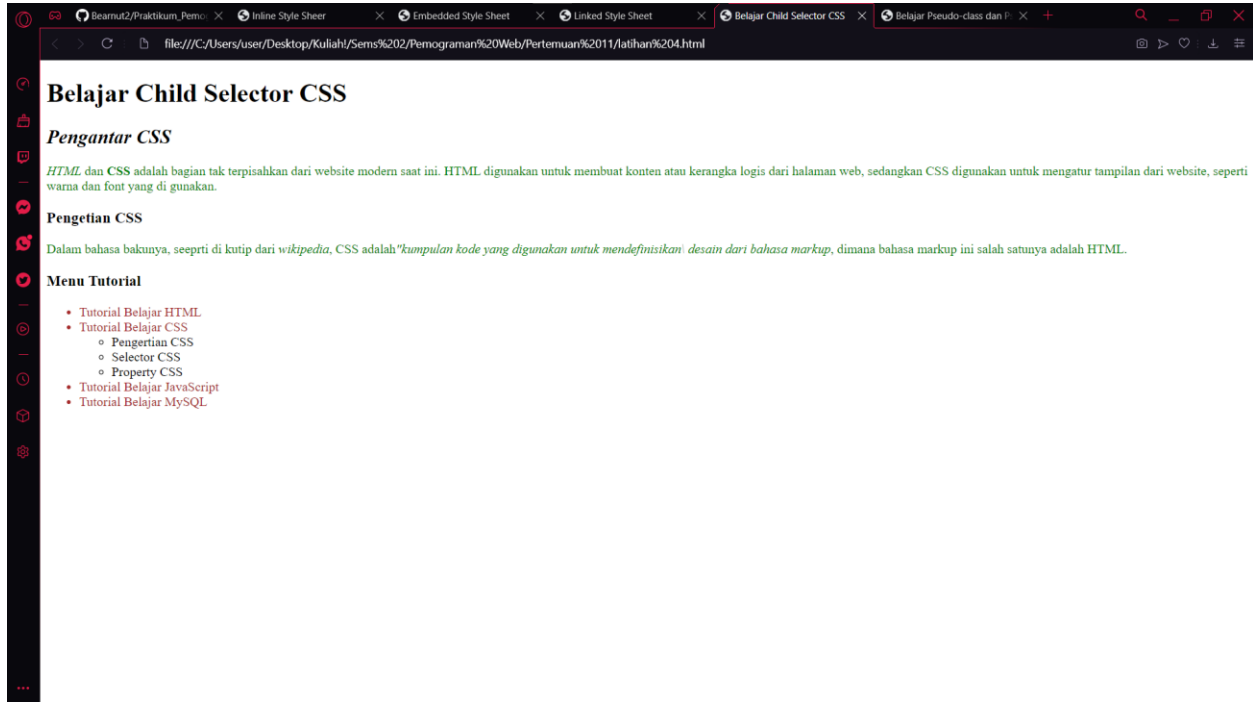 Bearnut2/Praktikum_Pemo
Inline Style Sheer
Embedded Style Sheet
Linked Style Sheet
Belajar Child Selector CSS
Belajar Pseudo-class dan P
file:///C:/Users/user/Desktop/Kuliah!/Sems%202/Pemograman%20Web/Pertemuan%2011/latihan%204.html
Belajar Child Selector CSS
Pengantar CSS
HTML dan CSS adalah bagian tak terpisahkan dari website modern saat ini. HTML digunakan untuk membuat konten atau kerangka logis dari halaman web, sedangkan CSS digunakan untuk mengatur tampilan dari website, seperti
warna dan font yang di gunakan.
Pengetian CSS
Dalam bahasa bakunya, seeprti di kutip dari wikipedia, CSS adalah"kumpulan kode yang digunakan untuk mendefinisikan\ desain dari bahasa markup, dimana bahasa markup ini salah satunya adalah HTML.
Menu Tutorial
• Tutorial Belajar HTML
• Tutorial Belajar CSS
◦ Pengertian CSS
◦ Selector CSS
◦ Property CSS
• Tutorial Belajar JavaScript
• Tutorial Belajar MySQL